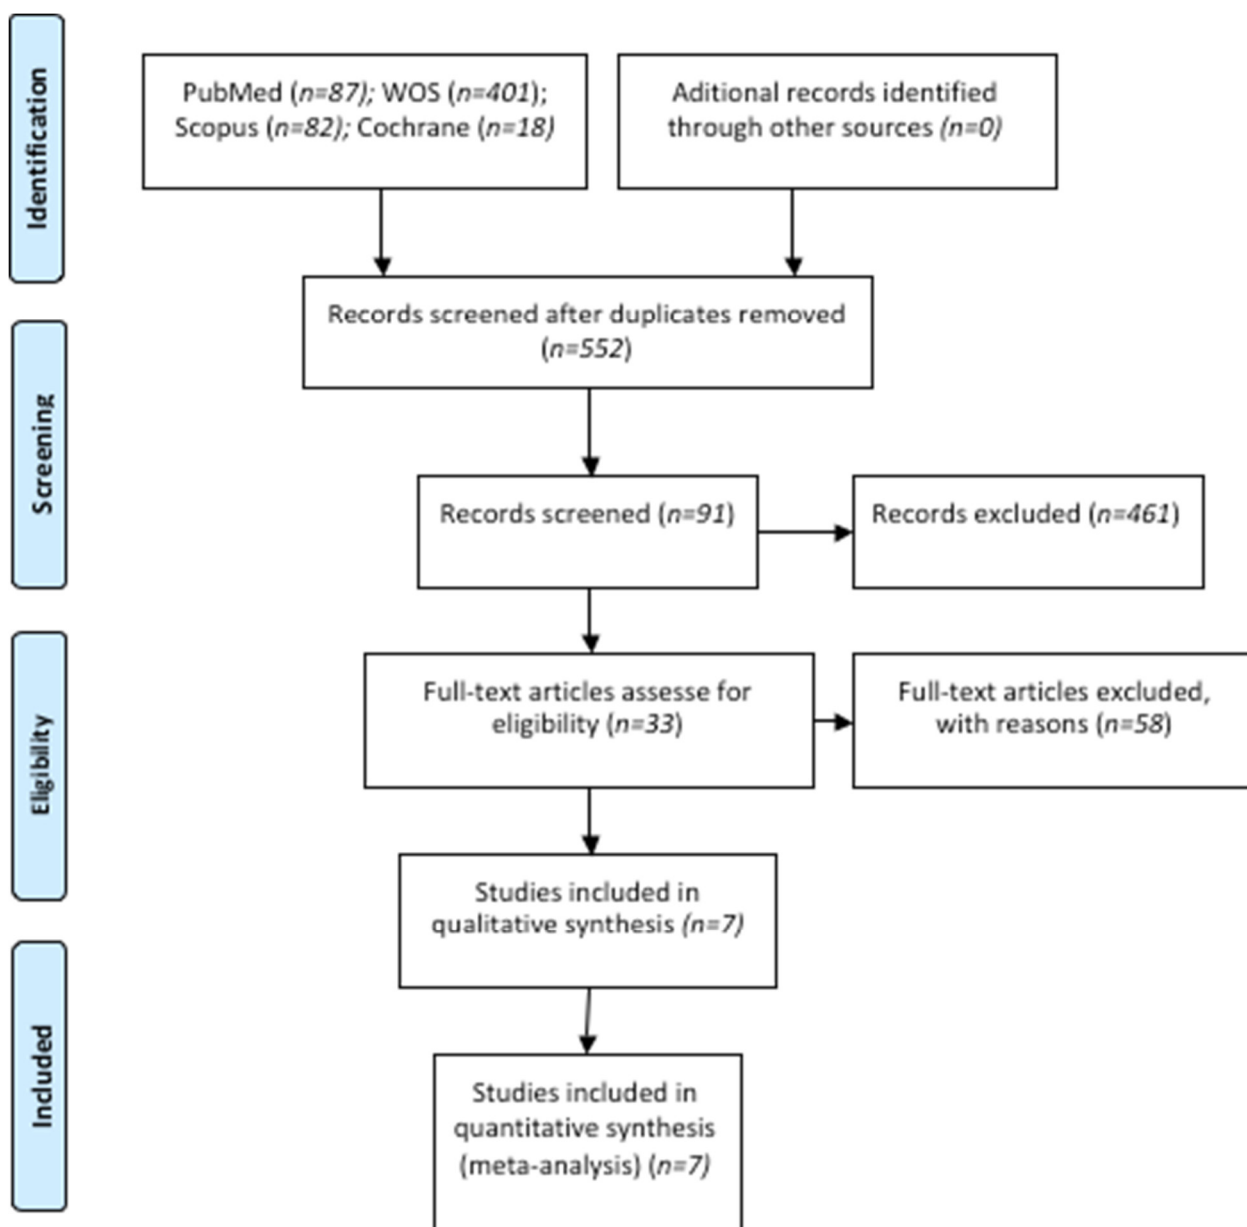 Identification
PubMed (n=87); WOS (n=401);
Scopus (n=82); Cochrane (n=18)
Aditional records identified
through other sources (n=0)
Records screened after duplicates removed
(n=552)
Screening
Records screened (n=91)
Records excluded (n=461)
Eligibility
Full-text articles assesse for
eligibility (n=33)
Full-text articles excluded,
with reasons (n=58)
Studies included in
qualitative synthesis (n=7)
Included
Studies included in
quantitative synthesis
(meta-analysis) (n=7)